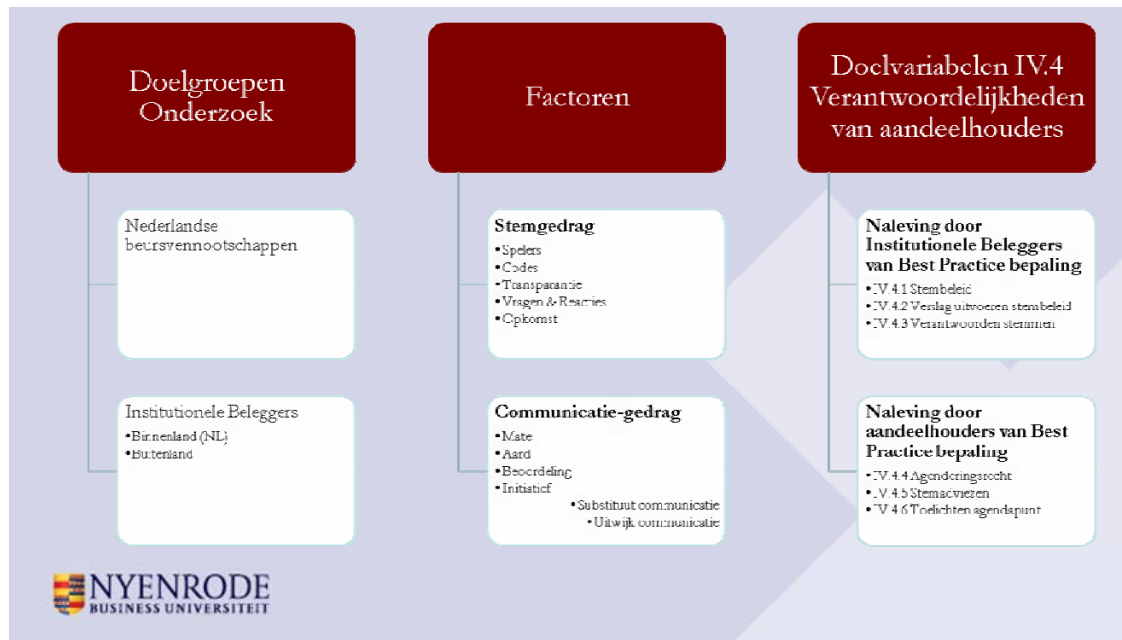 Doelgroepen
Onderzoek
Nederlandse
beursvennootschappen
Institutionele Beleggers
• Binnenland (NL)
• Buitenland
Factoren
Stemgedrag
• Spelers
• Codes
• Transparantie
• Vragen & Reacties
• Opkomst
Communicatie-gedrag
• Mate
• Aard
• Beoordeling
• Initiatief
• Substituut communicatie
• Uitwijk communicatie
Doelvariabelen IV.4
Verantwoordelijkheden
van aandeelhouders
Naleving door
Institutionele Beleggers
van Best Practice bepaling
• IV.4.1 Stembeleid
• IV.4.2 Verslag uitvoeren stembeleid
• IV.4.3 Verantwoorden stemmen
Naleving door
aandeelhouders van Best
Practice bepaling
• IV.4.4 Agenderingsrecht
• IV.4.5 Stemadviezen
• IV.4.6 Toelichten agendapunt
NYENRODE
BUSINESS UNIVERSITEIT